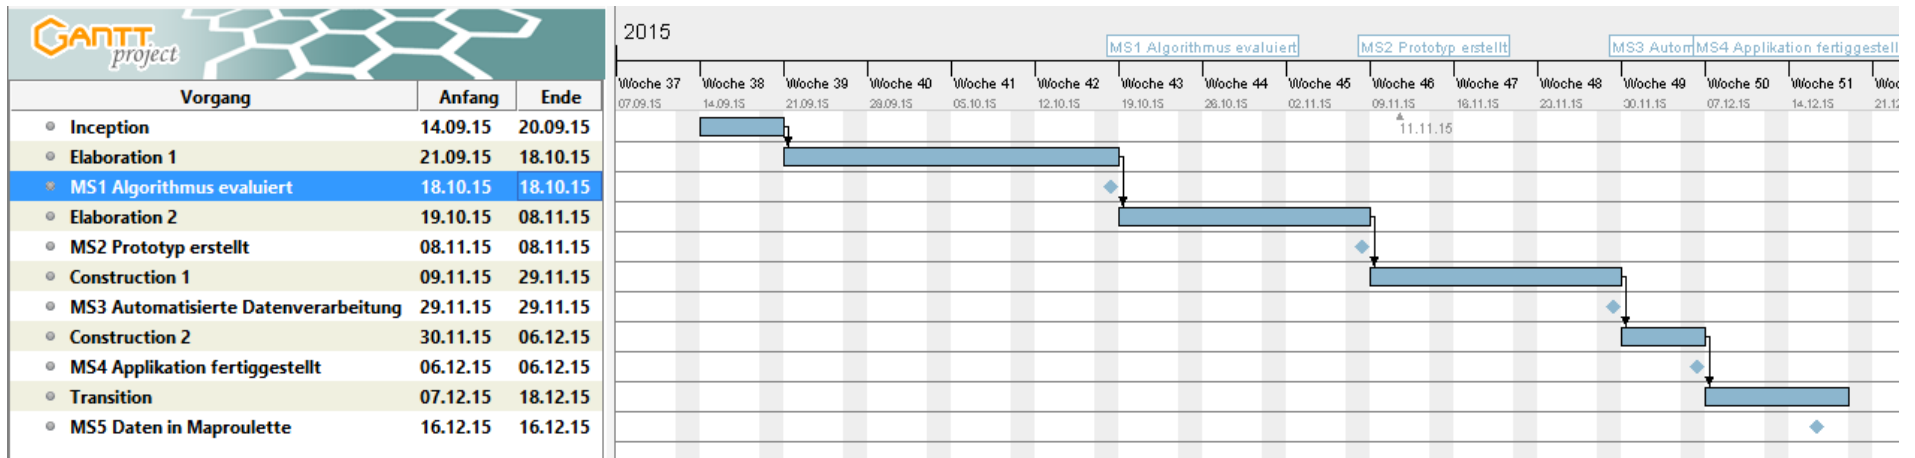 GANTT
project
Vorgang Anfang Ende
Inception 14.09.15 20.09.15
Elaboration 1 21.09.15 18.10.15
MS1 Algorithmus evaluiert 18.10.15 18.10.15
Elaboration 2 19.10.15 08.11.15
MS2 Prototyp erstellt 08.11.15 08.11.15
Construction 1 09.11.15 29.11.15
MS3 Automatisierte Datenverarbeitung 29.11.15 29.11.15
Construction 2 30.11.15 06.12.15
MS4 Applikation fertiggestellt 06.12.15 06.12.15
Transition 07.12.15 18.12.15
MS5 Daten in Maproulette 16.12.15 16.12.15
2015
MS1 Algorithmus evaluiert MS2 Prototyp erstellt MS3 Autom MS4 Applikation fertiggestell
Woche 37 Woche 38 Woche 39 Woche 40 Woche 41 Woche 42 Woche 43 Woche 44 Woche 45 Woche 46 Woche 47 Woche 48 Woche 49 Woche 50 Woche 51 Woc
07.09.15 14.09.15 21.09.15 28.09.15 05.10.15 12.10.15 19.10.15 26.10.15 02.11.15 09.11.15 16.11.15 23.11.15 30.11.15 07.12.15 14.12.15 21.12
11.11.15